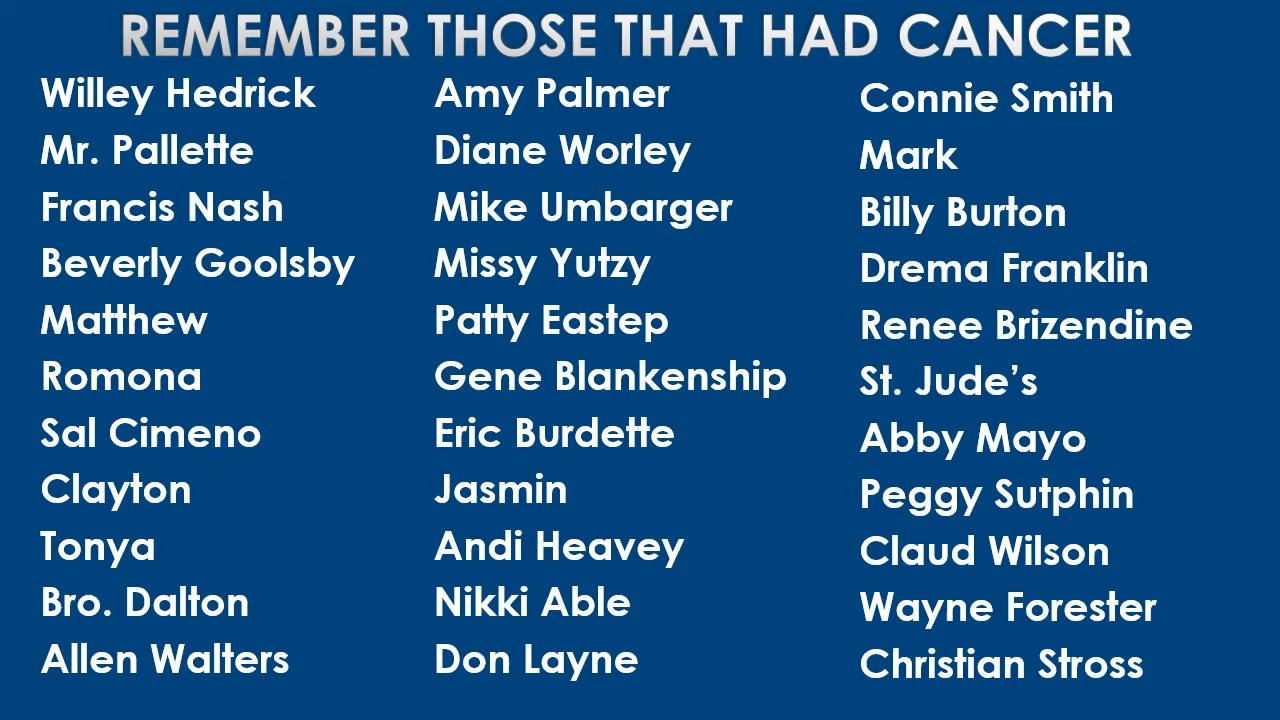 REMEMBER THOSE THAT HAD CANCER
Willey Hedrick
Mr. Pallette
Francis Nash
Beverly Goolsby
Matthew
Romona
Sal Cimeno
Clayton
Tonya
Bro. Dalton
Allen Walters
Amy Palmer
Diane Worley
Mike Umbarger
Missy Yutzy
Patty Eastep
Gene Blankenship
Eric Burdette
Jasmin
Andi Heavey
Nikki Able
Don Layne
Connie Smith
Mark
Billy Burton
Drema Franklin
Renee Brizendine
St. Jude’s
Abby Mayo
Peggy Sutphin
Claud Wilson
Wayne Forester
Christian Stross